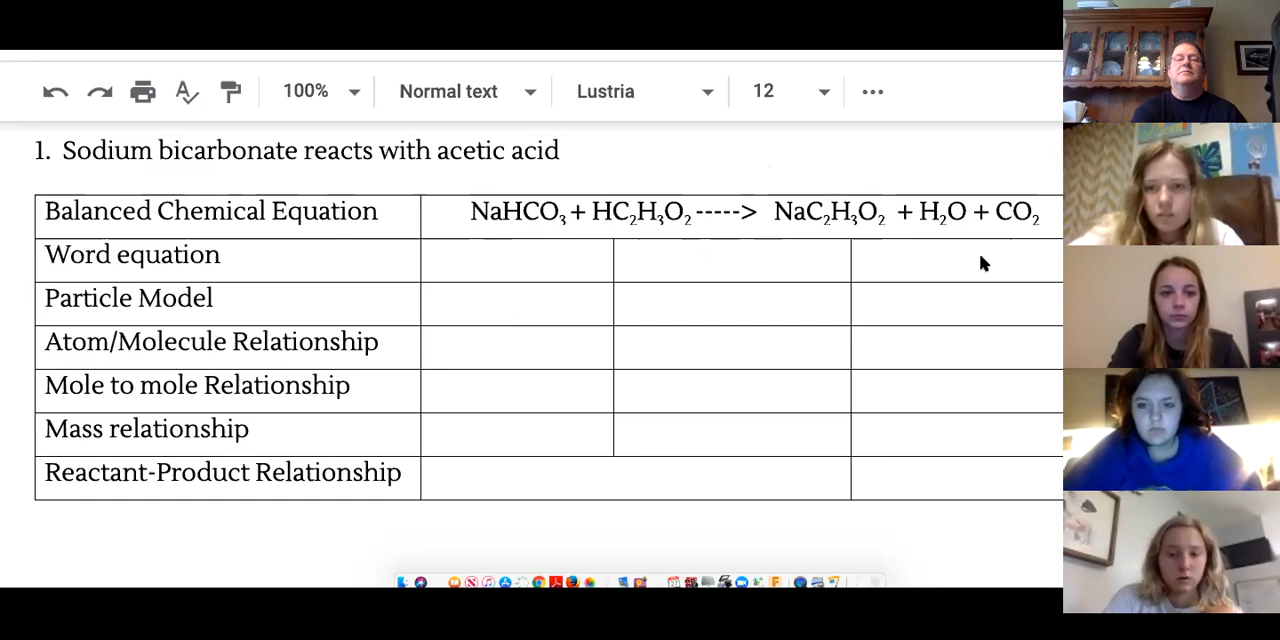 100% Normal text Lustria 12
1. Sodium bicarbonate reacts with acetic acid
Balanced Chemical Equation NaHCO₃ + HC₂H₃O₂ -----> NaC₂H₃O₂ + H₂O + CO₂
Word equation
Particle Model
Atom/Molecule Relationship
Mole to mole Relationship
Mass relationship
Reactant-Product Relationship